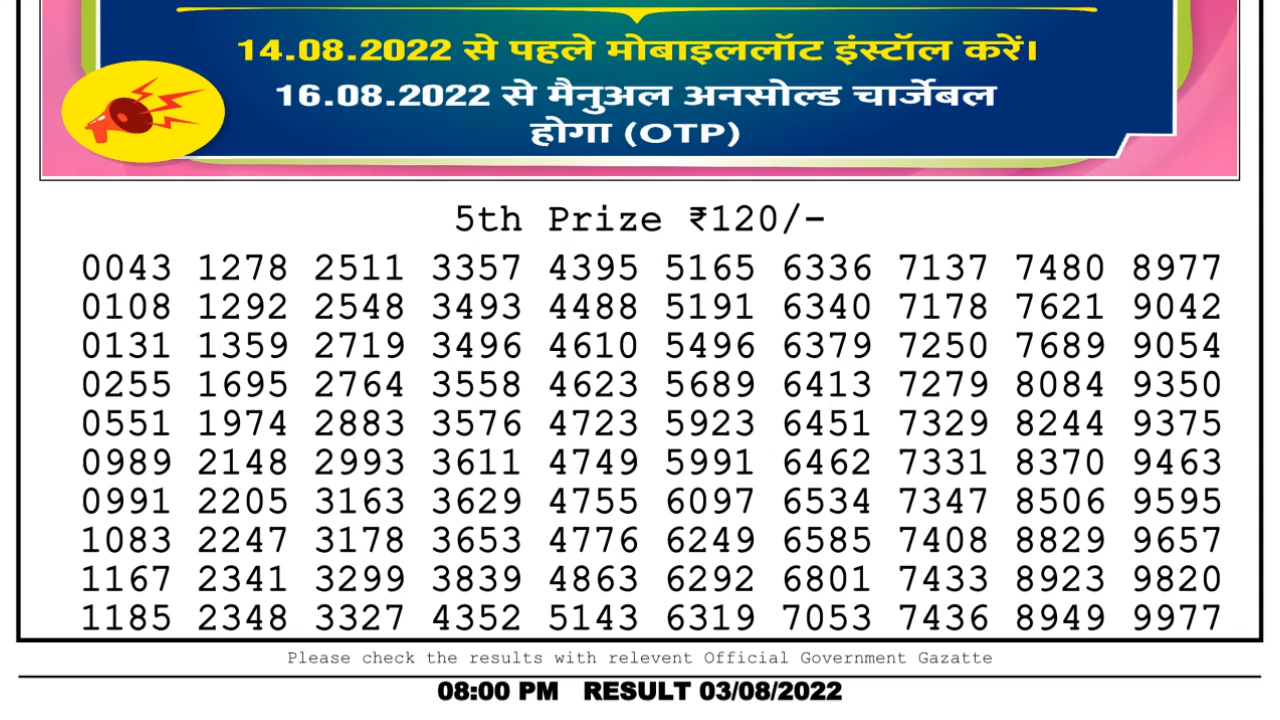 14.08.2022 से पहले मोबाइललॉट इंस्टॉल करें।
16.08.2022 से मैनुअल अनसोल्ड चार्जेबल
होगा (OTP)
5th Prize ₹120/-
0043 1278 2511 3357 4395 5165 6336 7137 7480 8977
0108 1292 2548 3493 4488 5191 6340 7178 7621 9042
0131 1359 2719 3496 4610 5496 6379 7250 7689 9054
0255 1695 2764 3558 4623 5689 6413 7279 8084 9350
0551 1974 2883 3576 4723 5923 6451 7329 8244 9375
0989 2148 2993 3611 4749 5991 6462 7331 8370 9463
0991 2205 3163 3629 4755 6097 6534 7347 8506 9595
1083 2247 3178 3653 4776 6249 6585 7408 8829 9657
1167 2341 3299 3839 4863 6292 6801 7433 8923 9820
1185 2348 3327 4352 5143 6319 7053 7436 8949 9977
Please check the results with relevent Official Government Gazatte
08:00 PM RESULT 03/08/2022